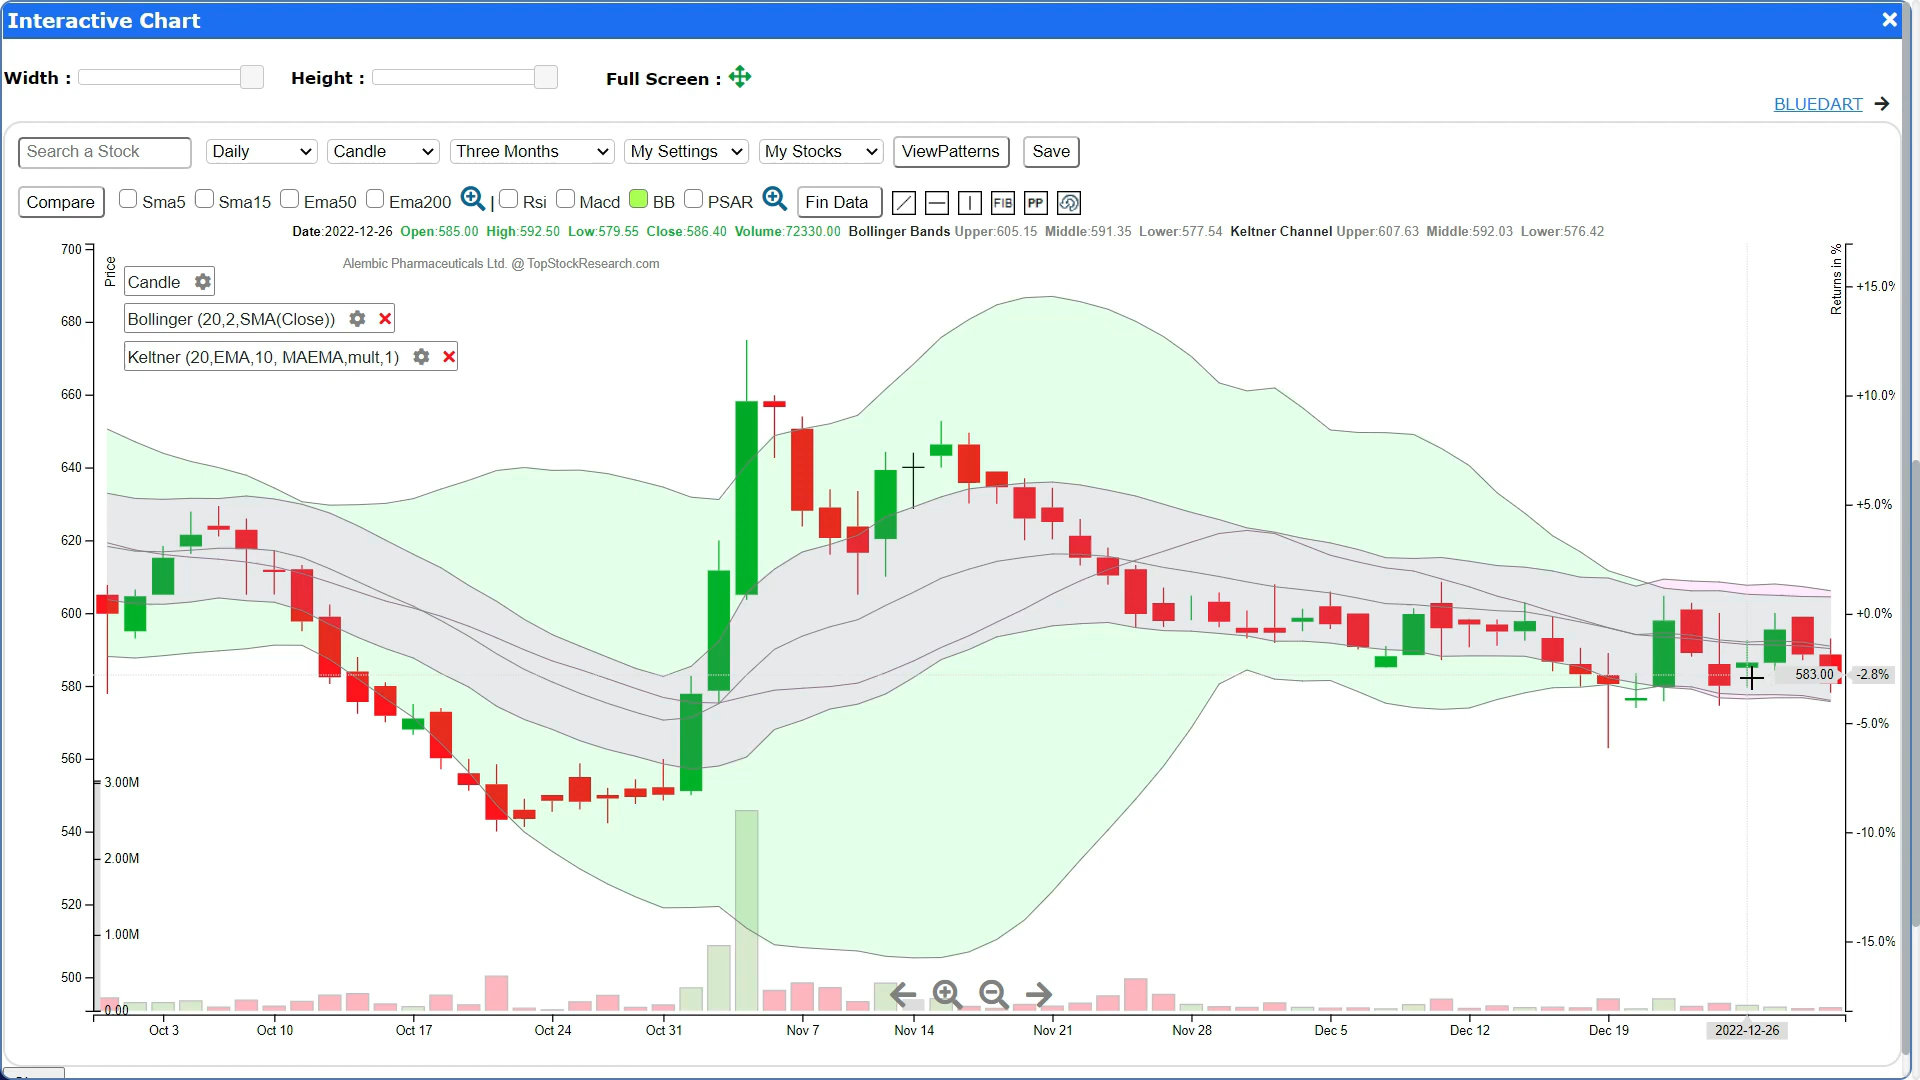 Interactive Chart
Width :
Height :
Full Screen :
BLUEDART
Search a Stock Daily Candle Three Months My Settings My Stocks ViewPatterns Save
Compare Sma5 Sma15 Ema50 Ema200 | Rsi Macd BB PSAR Fin Data FIB PP
Date:2022-12-26 Open:585.00 High:592.50 Low:579.55 Close:586.40 Volume:72330.00 Bollinger Bands Upper:605.15 Middle:591.35 Lower:577.54 Keltner Channel Upper:607.63 Middle:592.03 Lower:576.42
Alembic Pharmaceuticals Ltd. @ TopStockResearch.com
Price
Candle
Bollinger (20,2,SMA(Close))
Keltner (20,EMA,10, MAEMA,mult,1)
700
680
660
640
620
600
580
560
540
520
500
3.00M
2.00M
1.00M
0.00
Returns in %
+15.0%
+10.0%
+5.0%
+0.0%
583.00
-2.8%
-5.0%
-10.0%
-15.0%
Oct 3 Oct 10 Oct 17 Oct 24 Oct 31 Nov 7 Nov 14 Nov 21 Nov 28 Dec 5 Dec 12 Dec 19 2022-12-26